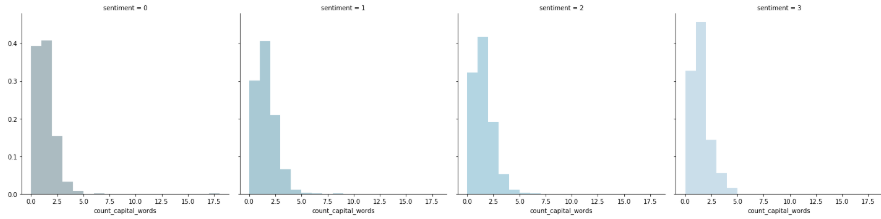 sentiment = 0
sentiment = 1
sentiment = 2
sentiment = 3
0.4
0.3
0.2
0.1
0.0
0.0 2.5 5.0 7.5 10.0 12.5 15.0 17.5
0.0 2.5 5.0 7.5 10.0 12.5 15.0 17.5
0.0 2.5 5.0 7.5 10.0 12.5 15.0 17.5
0.0 2.5 5.0 7.5 10.0 12.5 15.0 17.5
count_capital_words
count_capital_words
count_capital_words
count_capital_words